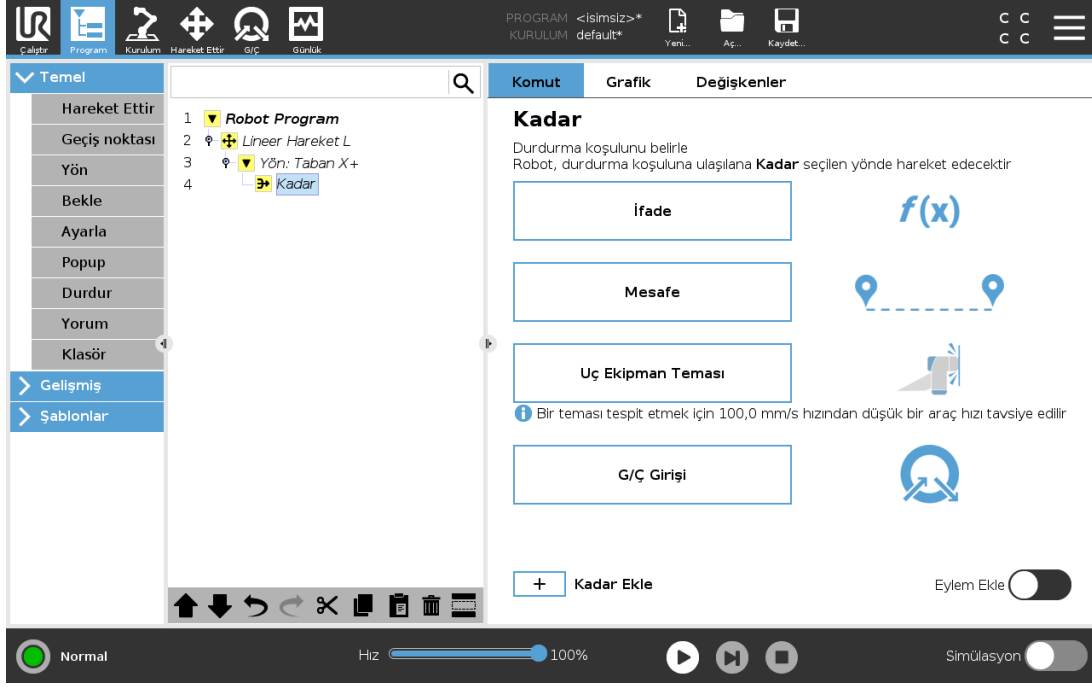 PROGRAM <isimsiz>*
KURULUM default*
C C
C C
Çalıştır
Program
Kurulum
Hareket Ettir
G/Ç
Günlük
Yeni...
Aç...
Kaydet...
Temel
Hareket Ettir
Geçiş noktası
Yön
Bekle
Ayarla
Popup
Durdur
Yorum
Klasör
Gelişmiş
Şablonlar
1 Robot Program
2 Lineer Hareket L
3 Yön: Taban X+
4 Kadar
Komut Grafik Değişkenler
Kadar
Durdurma koşulunu belirle
Robot, durdurma koşuluna ulaşılana Kadar seçilen yönde hareket edecektir
İfade
f(x)
Mesafe
Uç Ekipman Teması
Bir teması tespit etmek için 100,0 mm/s hızından düşük bir araç hızı tavsiye edilir
G/Ç Girişi
+ Kadar Ekle
Eylem Ekle
Normal
Hız 100%
Simülasyon